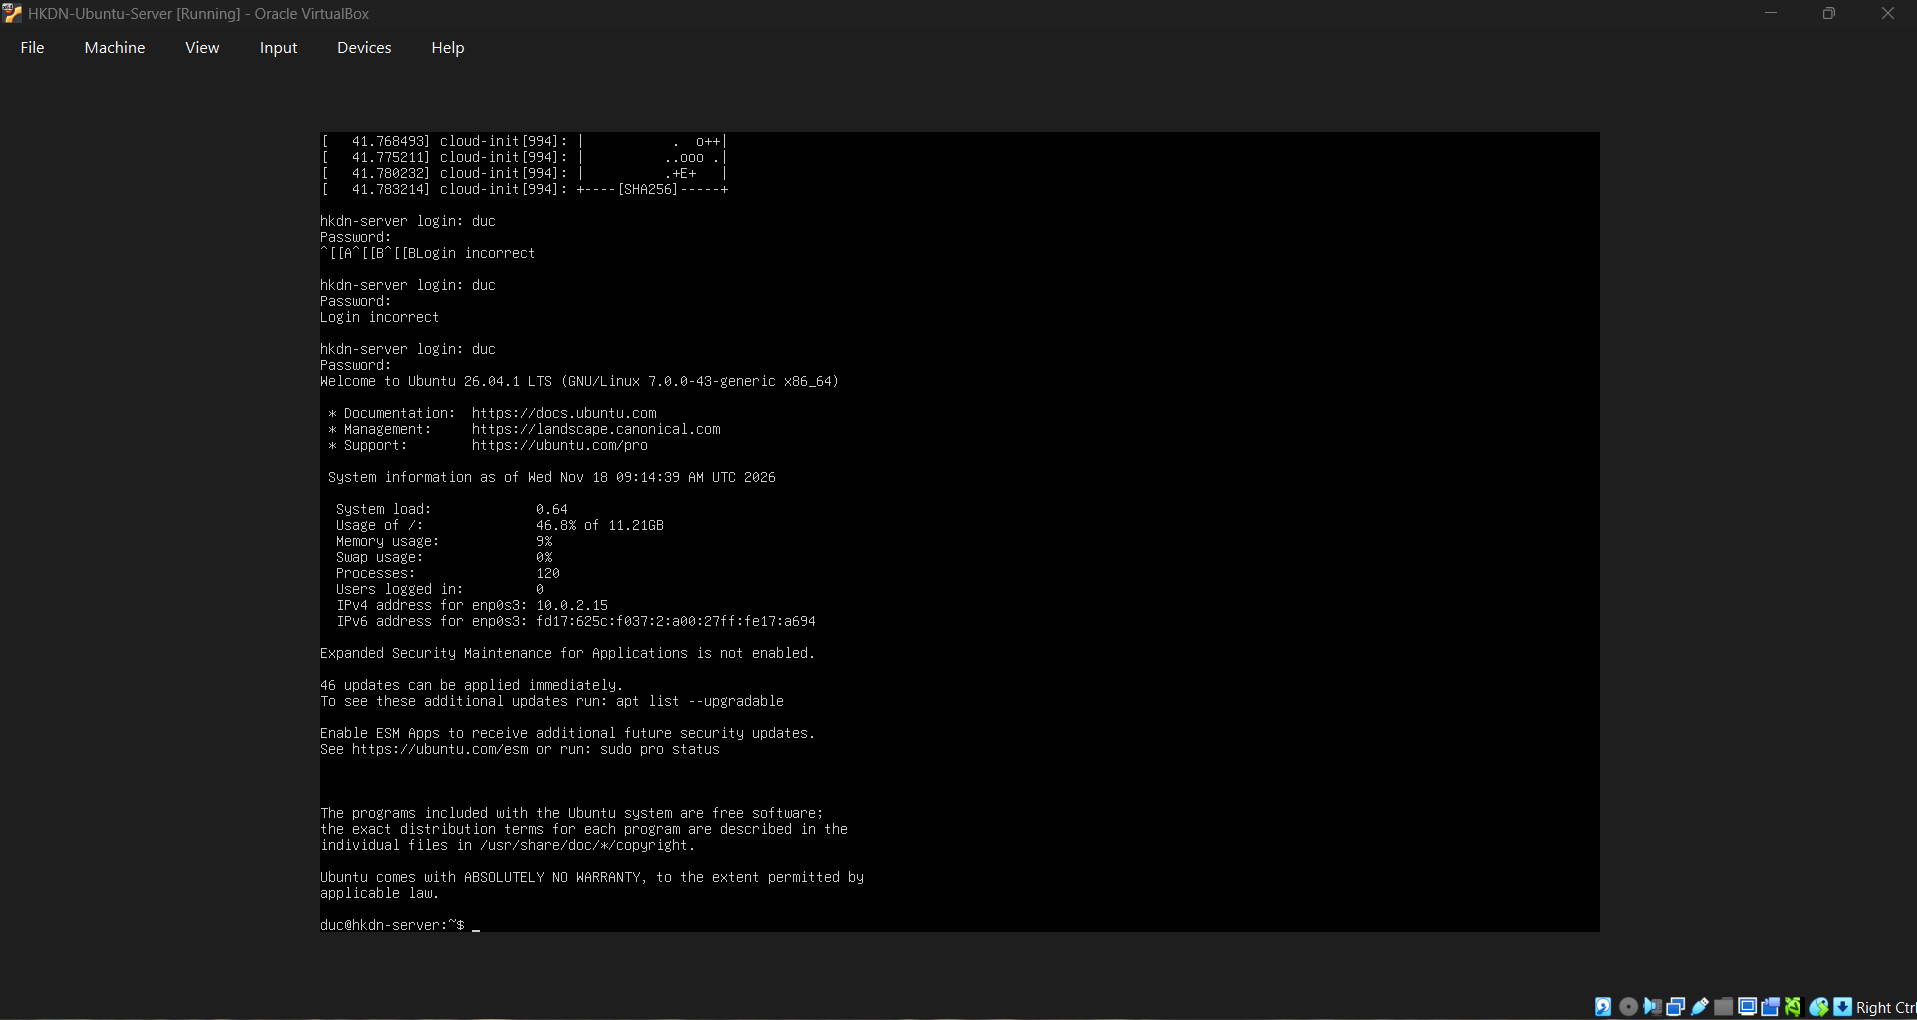 HKDN-Ubuntu-Server [Running] - Oracle VirtualBox
File Machine View Input Devices Help
[   41.768493] cloud-init[994]: |           .  o++|
[   41.775211] cloud-init[994]: |          ..ooo .|
[   41.780232] cloud-init[994]: |          .+E+   |
[   41.783214] cloud-init[994]: +----[SHA256]-----+
hkdn-server login: duc
Password:
^[[A^[[B^[[BLogin incorrect
hkdn-server login: duc
Password:
Login incorrect
hkdn-server login: duc
Password:
Welcome to Ubuntu 26.04.1 LTS (GNU/Linux 7.0.0-43-generic x86_64)
* Documentation:  https://docs.ubuntu.com
* Management:     https://landscape.canonical.com
* Support:        https://ubuntu.com/pro
System information as of Wed Nov 18 09:14:39 AM UTC 2026
System load:             0.64
Usage of /:              46.8% of 11.21GB
Memory usage:            9%
Swap usage:              0%
Processes:               120
Users logged in:         0
IPv4 address for enp0s3: 10.0.2.15
IPv6 address for enp0s3: fd17:625c:f037:2:a00:27ff:fe17:a694
Expanded Security Maintenance for Applications is not enabled.
46 updates can be applied immediately.
To see these additional updates run: apt list --upgradable
Enable ESM Apps to receive additional future security updates.
See https://ubuntu.com/esm or run: sudo pro status
The programs included with the Ubuntu system are free software;
the exact distribution terms for each program are described in the
individual files in /usr/share/doc/*/copyright.
Ubuntu comes with ABSOLUTELY NO WARRANTY, to the extent permitted by
applicable law.
duc@hkdn-server:~$ _
Right Ctrl